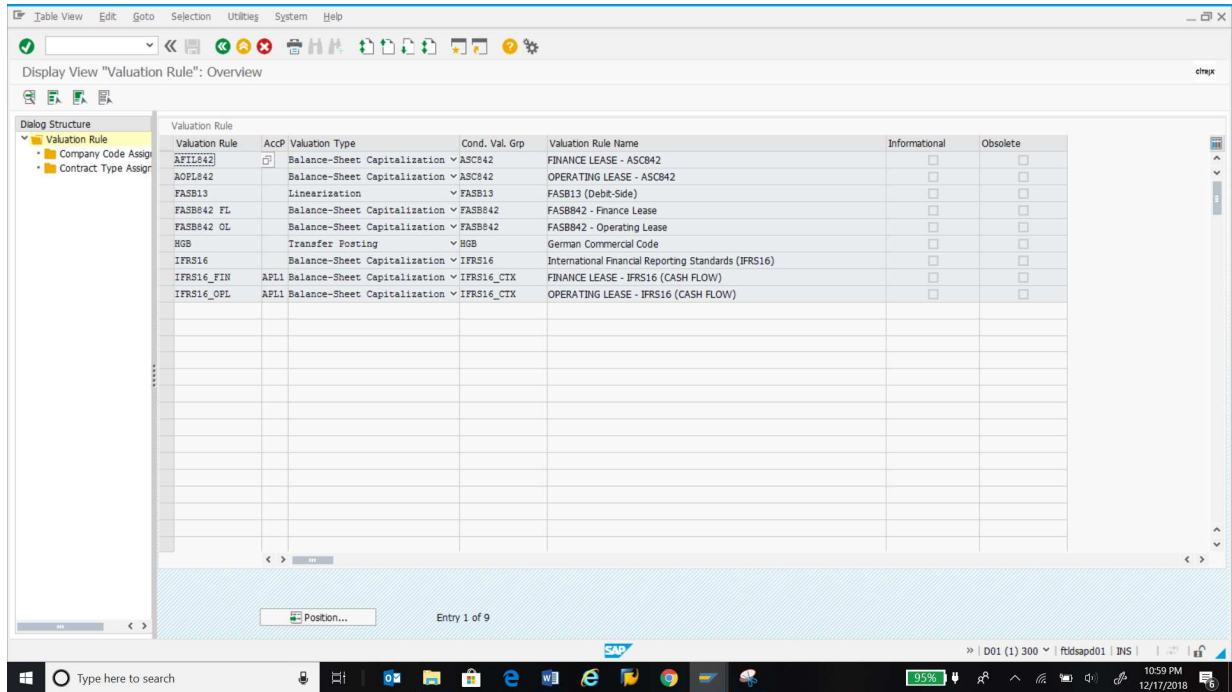 Table View Edit Goto Selection Utilities System Help
Display View "Valuation Rule": Overview
citrix
Dialog Structure
Valuation Rule
Company Code Assign
Contract Type Assign
Valuation Rule
Valuation Rule AccP Valuation Type Cond. Val. Grp Valuation Rule Name Informational Obsolete
AFIL842 Balance-Sheet Capitalization ASC842 FINANCE LEASE - ASC842
AOPL842 Balance-Sheet Capitalization ASC842 OPERATING LEASE - ASC842
FASB13 Linearization FASB13 FASB13 (Debit-Side)
FASB842 FL Balance-Sheet Capitalization FASB842 FASB842 - Finance Lease
FASB842 OL Balance-Sheet Capitalization FASB842 FASB842 - Operating Lease
HGB Transfer Posting HGB German Commercial Code
IFRS16 Balance-Sheet Capitalization IFRS16 International Financial Reporting Standards (IFRS16)
IFRS16_FIN APL1 Balance-Sheet Capitalization IFRS16_CTX FINANCE LEASE - IFRS16 (CASH FLOW)
IFRS16_OPL APL1 Balance-Sheet Capitalization IFRS16_CTX OPERATING LEASE - IFRS16 (CASH FLOW)
Position... Entry 1 of 9
SAP
D01 (1) 300 ftldsapd01 INS
Type here to search
95%
10:59 PM
12/17/2018
6